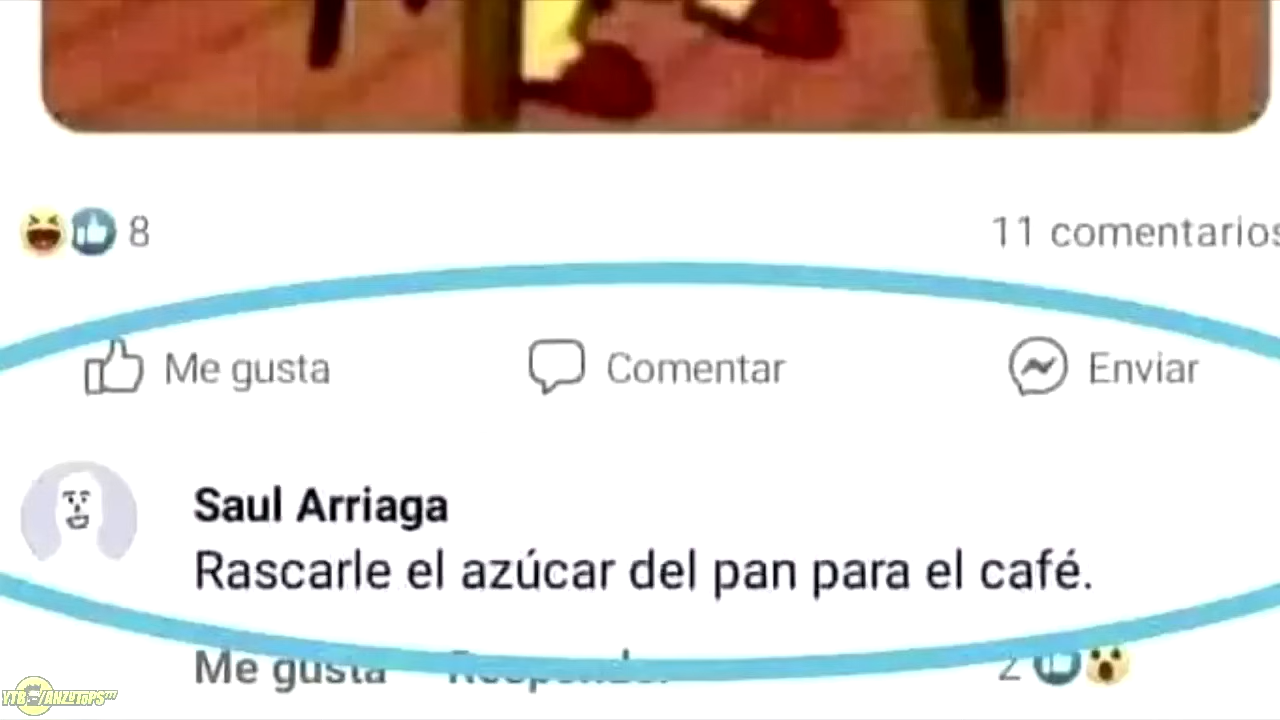 8
11 comentarios
Me gusta
Comentar
Enviar
Saul Arriaga
Rascarle el azúcar del pan para el café.
Me gusta
Responder
2